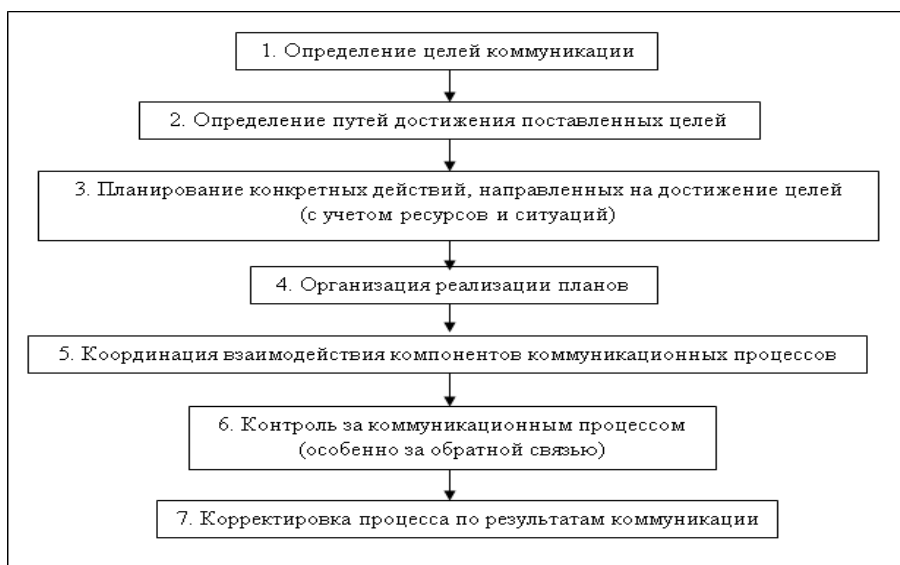 1. Определение целей коммуникации
2. Определение путей достижения поставленных целей
3. Планирование конкретных действий, направленных на достижение целей
(с учетом ресурсов и ситуаций)
4. Организация реализации планов
5. Координация взаимодействия компонентов коммуникационных процессов
6. Контроль за коммуникационным процессом
(особенно за обратной связью)
7. Корректировка процесса по результатам коммуникации